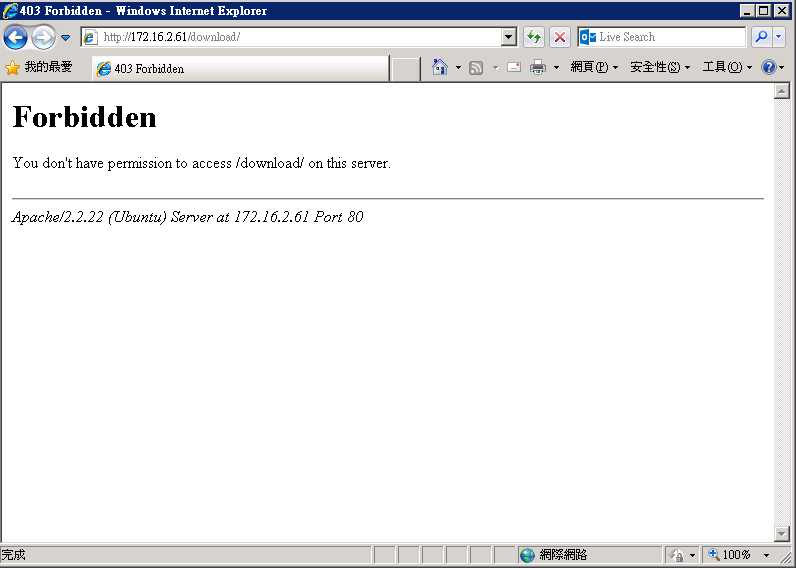 403 Forbidden - Windows Internet Explorer
http://172.16.2.61/download/
Live Search
我的最愛
403 Forbidden
網頁(P)
安全性(S)
工具(O)
Forbidden
You don't have permission to access /download/ on this server.
Apache/2.2.22 (Ubuntu) Server at 172.16.2.61 Port 80
完成
網際網路
100%